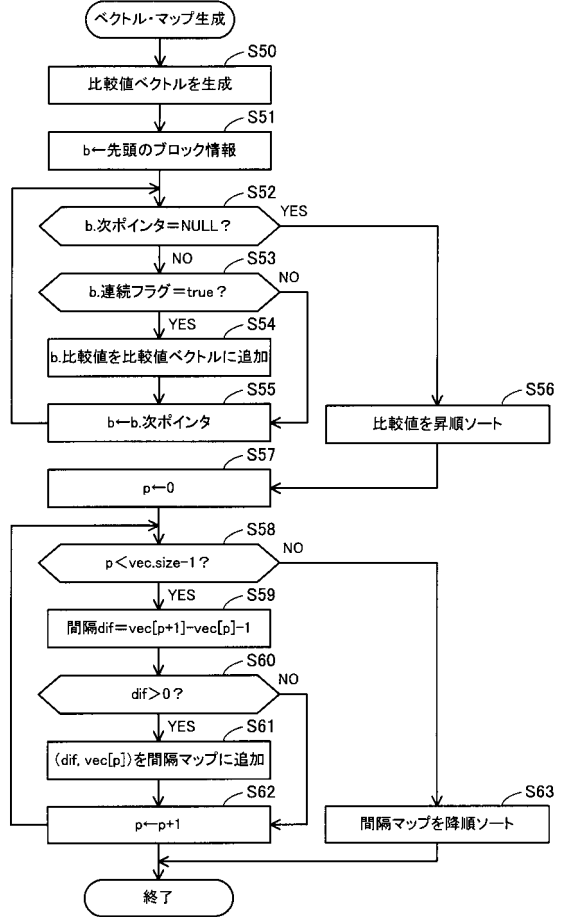 ベクトル・マップ生成
S50
比較値ベクトルを生成
S51
b←先頭のブロック情報
S52
b.次ポインタ=NULL?
YES
NO
S53
b.連続フラグ=true?
NO
YES
S54
b.比較値を比較値ベクトルに追加
S55
b←b.次ポインタ
S56
比較値を昇順ソート
S57
p←0
S58
p<vec.size-1?
NO
YES
S59
間隔dif=vec[p+1]-vec[p]-1
S60
dif>0?
NO
YES
S61
(dif, vec[p])を間隔マップに追加
S62
p←p+1
S63
間隔マップを降順ソート
終了